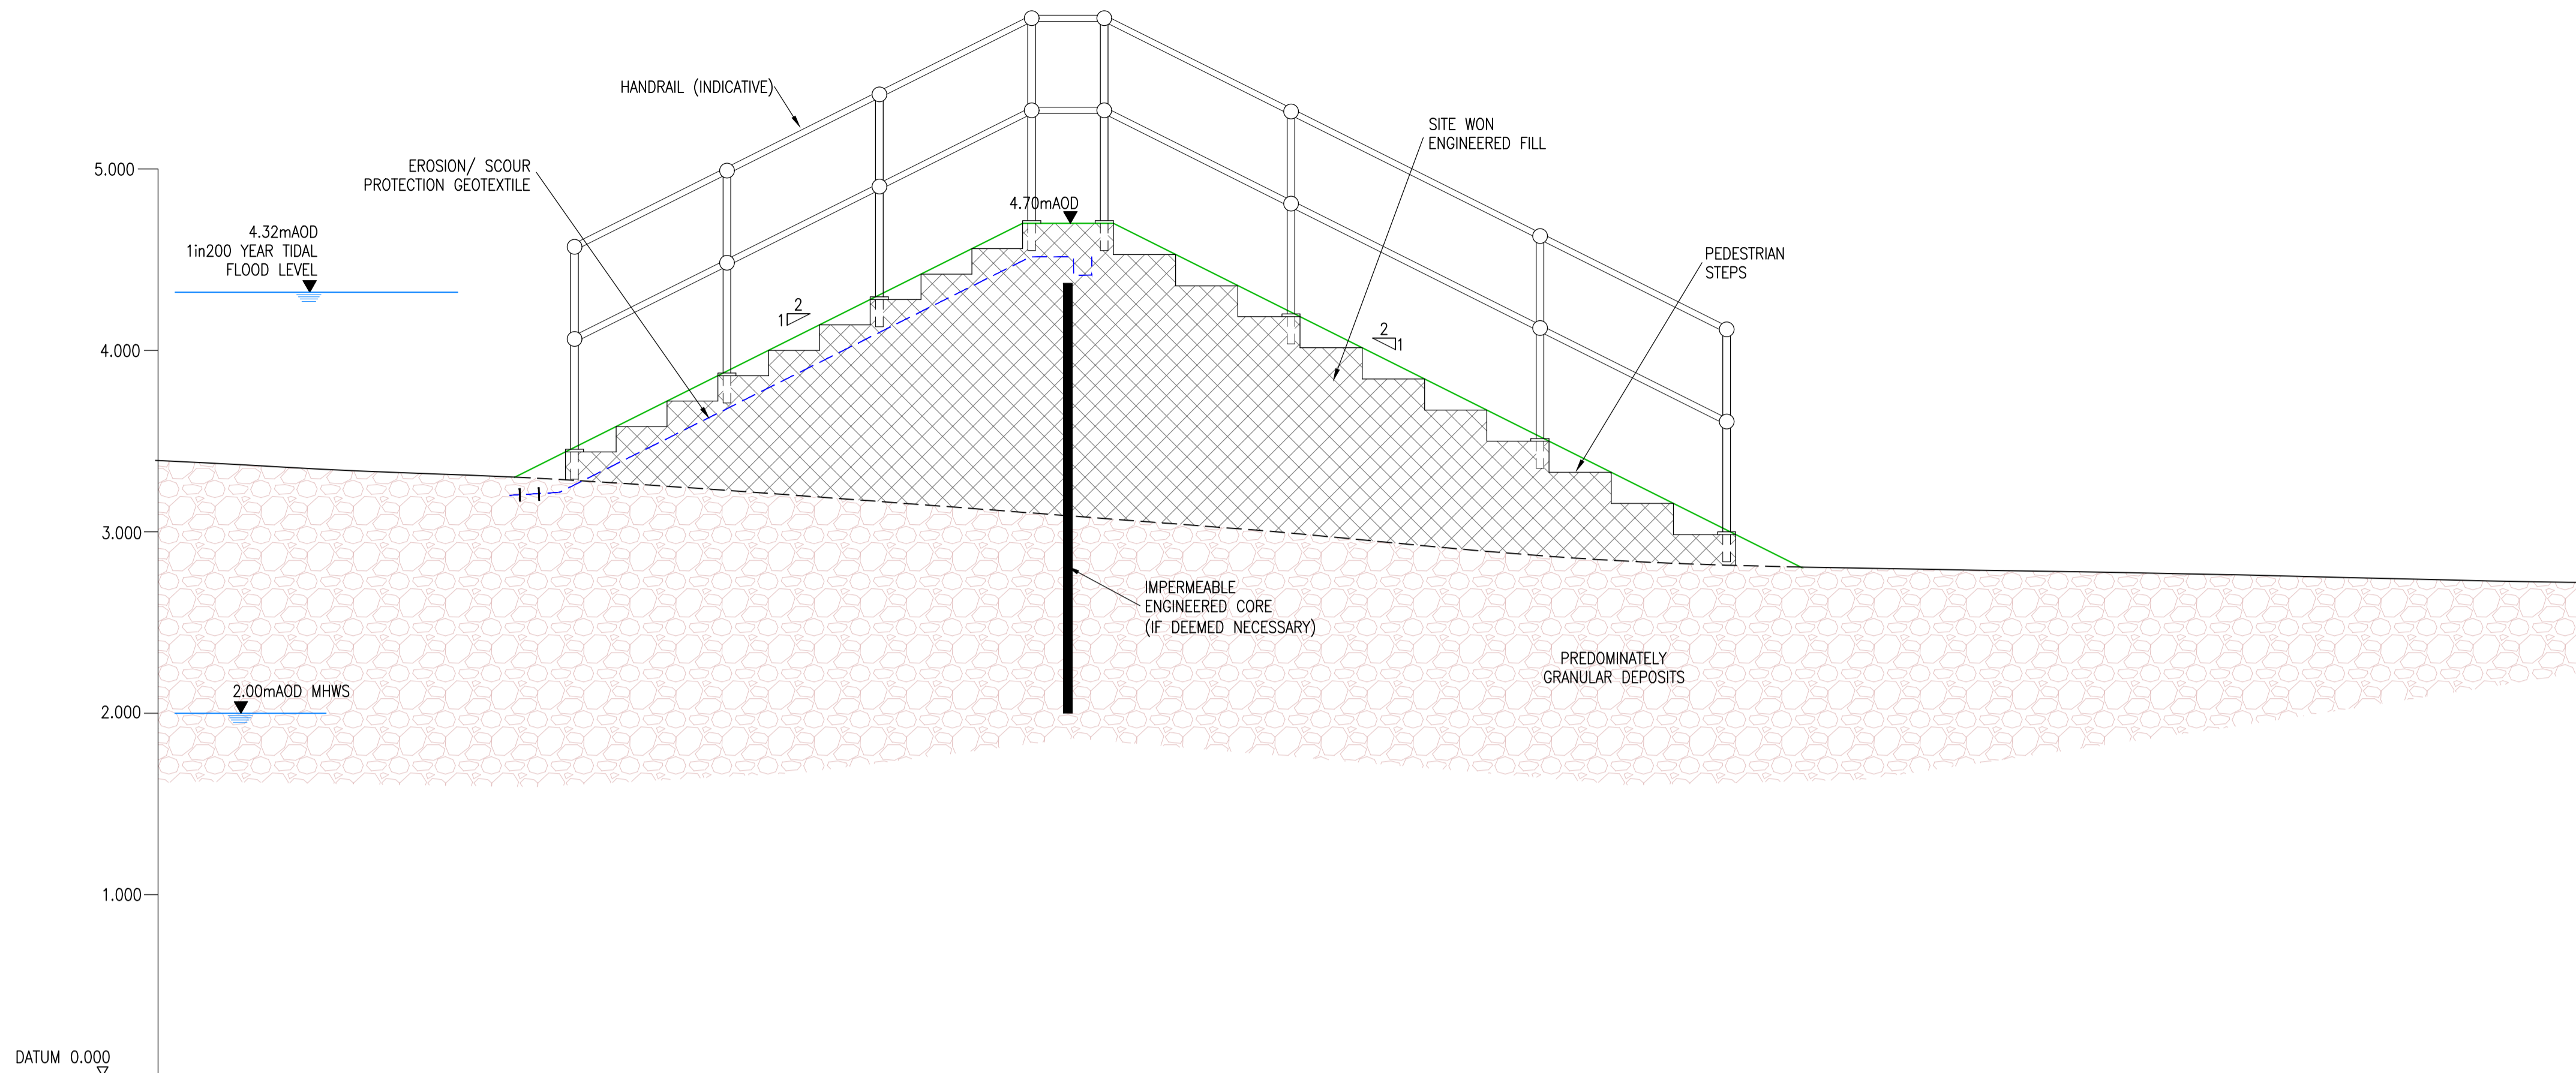 HANDRAIL (INDICATIVE)
SITE WON
ENGINEERED FILL
EROSION/ SCOUR
PROTECTION GEOTEXTILE
5.000
4.70mAOD
4.32mAOD
1in200 YEAR TIDAL
FLOOD LEVEL
PEDESTRIAN
STEPS
2
1
2
1
4.000
3.000
IMPERMEABLE
ENGINEERED CORE
(IF DEEMED NECESSARY)
PREDOMINATELY
GRANULAR DEPOSITS
2.00mAOD MHWS
2.000
1.000
DATUM 0.000